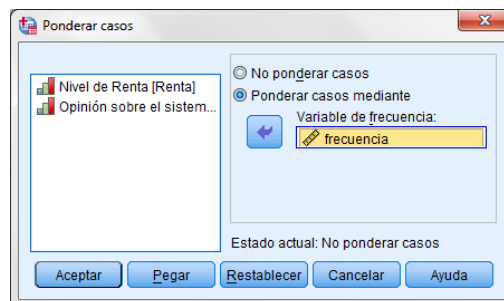 Ponderar casos
Nivel de Renta [Renta]
Opinión sobre el sistem...
No ponderar casos
Ponderar casos mediante
Variable de frecuencia:
frecuencia
Estado actual: No ponderar casos
Aceptar
Pegar
Restablecer
Cancelar
Ayuda